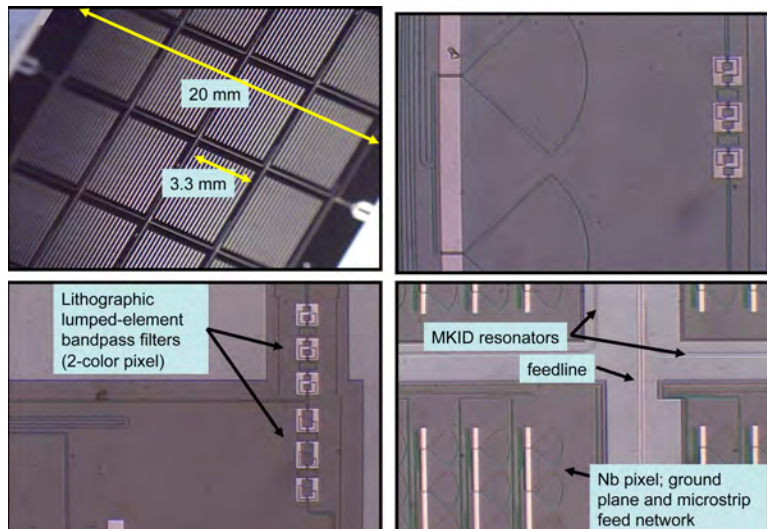 20 mm
3.3 mm
Lithographic
lumped-element
bandpass filters
(2-color pixel)
MKID resonators
feedline
Nb pixel; ground
plane and microstrip
feed network